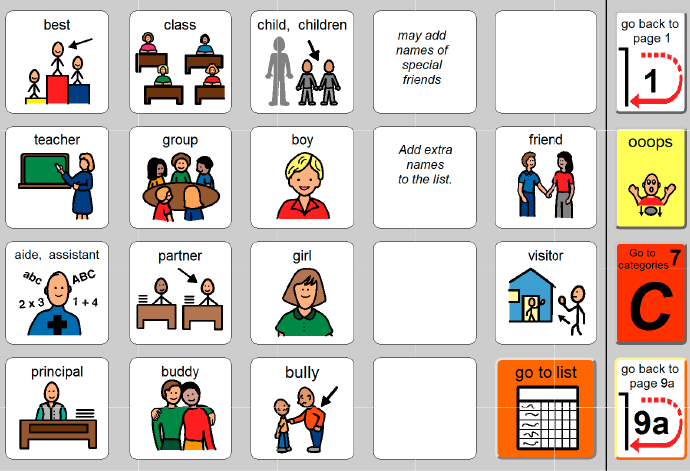 best
class
child, children
may add
names of
special
friends
go back to
page 1
1
teacher
group
boy
Add extra
names
to the list.
friend
ooops
aide, assistant
abc
ABC
2 x 3
1 + 4
partner
girl
visitor
Go to
categories 7
C
principal
buddy
bully
go to list
go back to
page 9a
9a